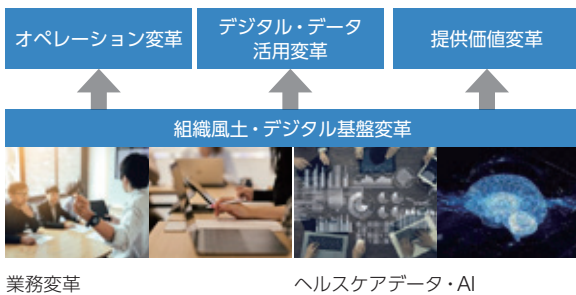 オペレーション変革
デジタル・データ
活用変革
提供価値変革
組織風土・デジタル基盤変革
業務変革
ヘルスケアデータ・AI